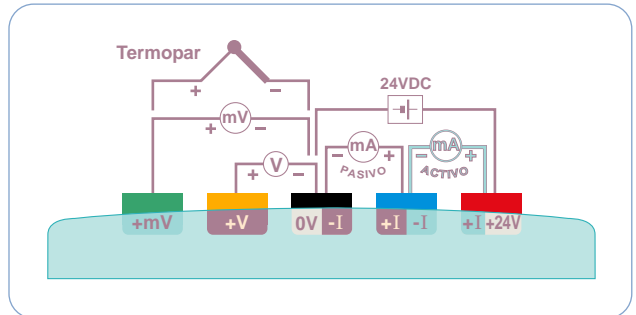 Termopar
24VDC
+ −
+ mV −
− mA + − mA +
+ V −
PASIVO ACTIVO
+mV +V 0V -I +I -I +I +24V